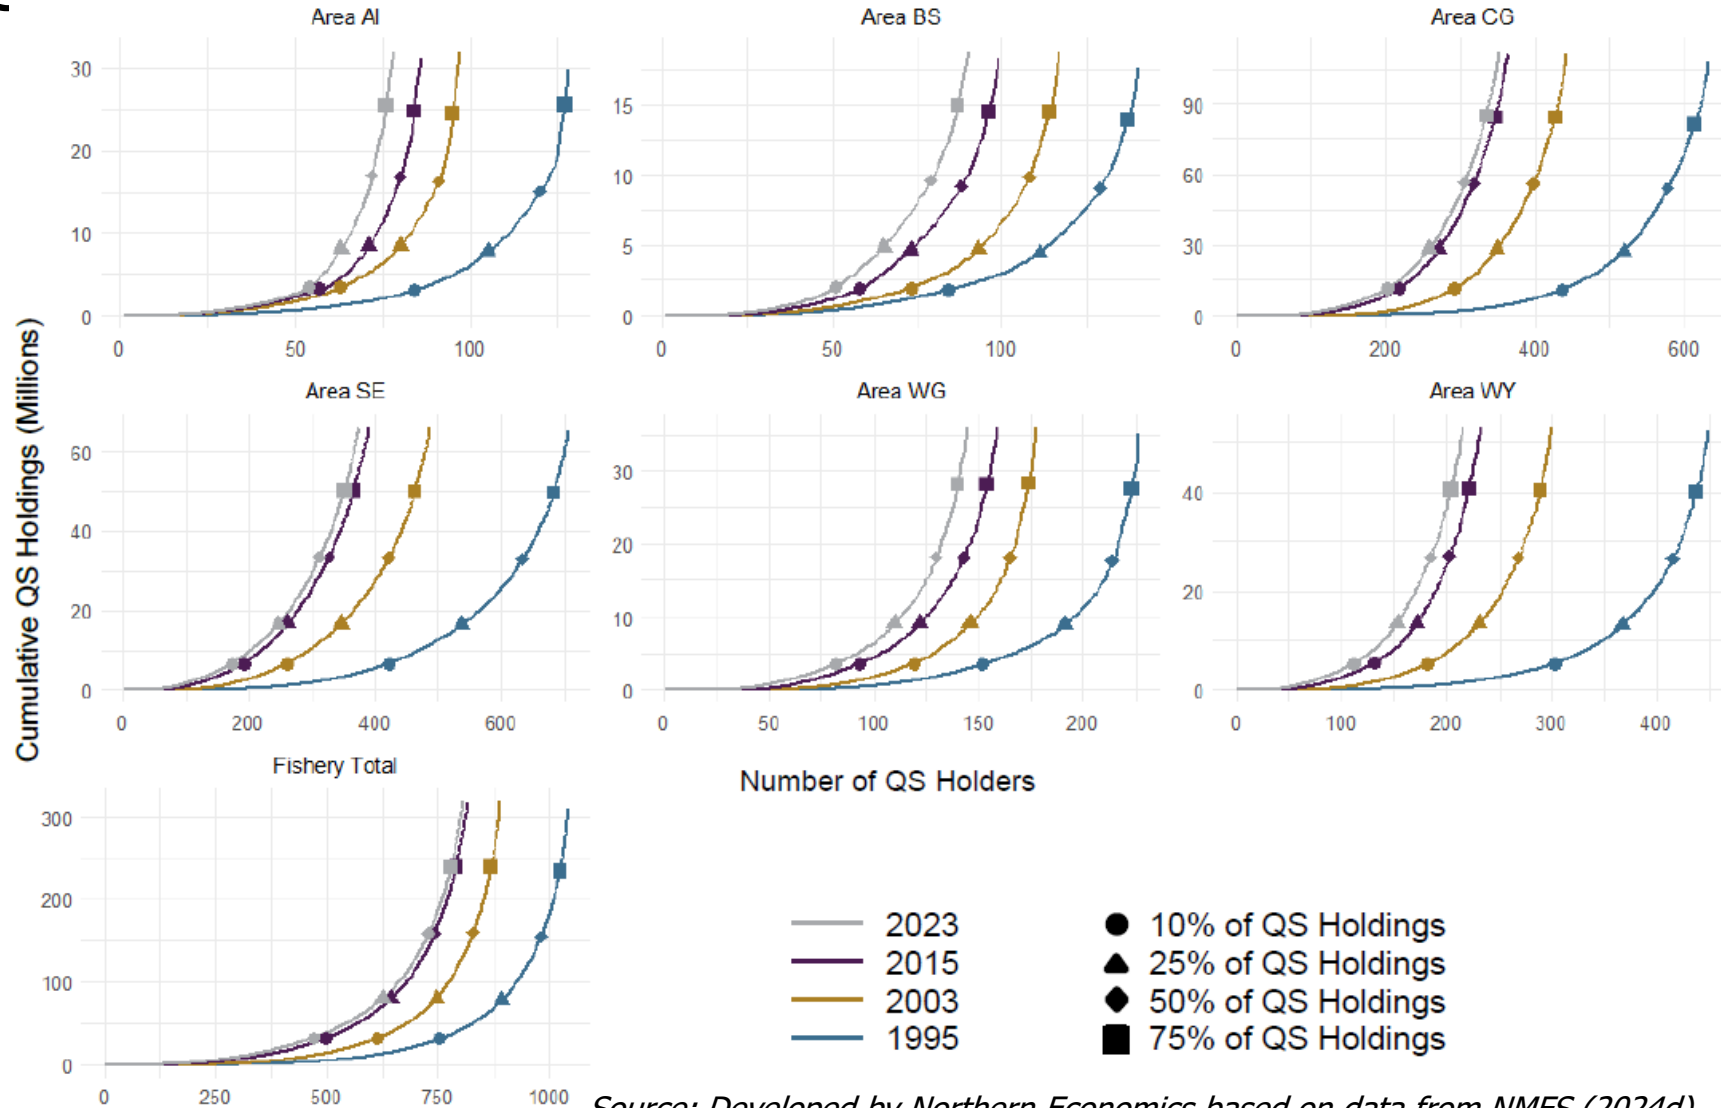 Area AI
Area BS
Area CG
30
20
10
0
0 50 100
15
10
5
0
0 50 100
90
60
30
0
0 200 400 600
Cumulative QS Holdings (Millions)
Area SE
Area WG
Area WY
60
40
20
0
0 200 400 600
30
20
10
0
0 50 100 150 200
40
20
0
0 100 200 300 400
Fishery Total
Number of QS Holders
300
200
100
0
0 250 500 750 1000
2023
2015
2003
1995
10% of QS Holdings
25% of QS Holdings
50% of QS Holdings
75% of QS Holdings
Source: Developed by Northern Economics based on data from NMFS (2024d)